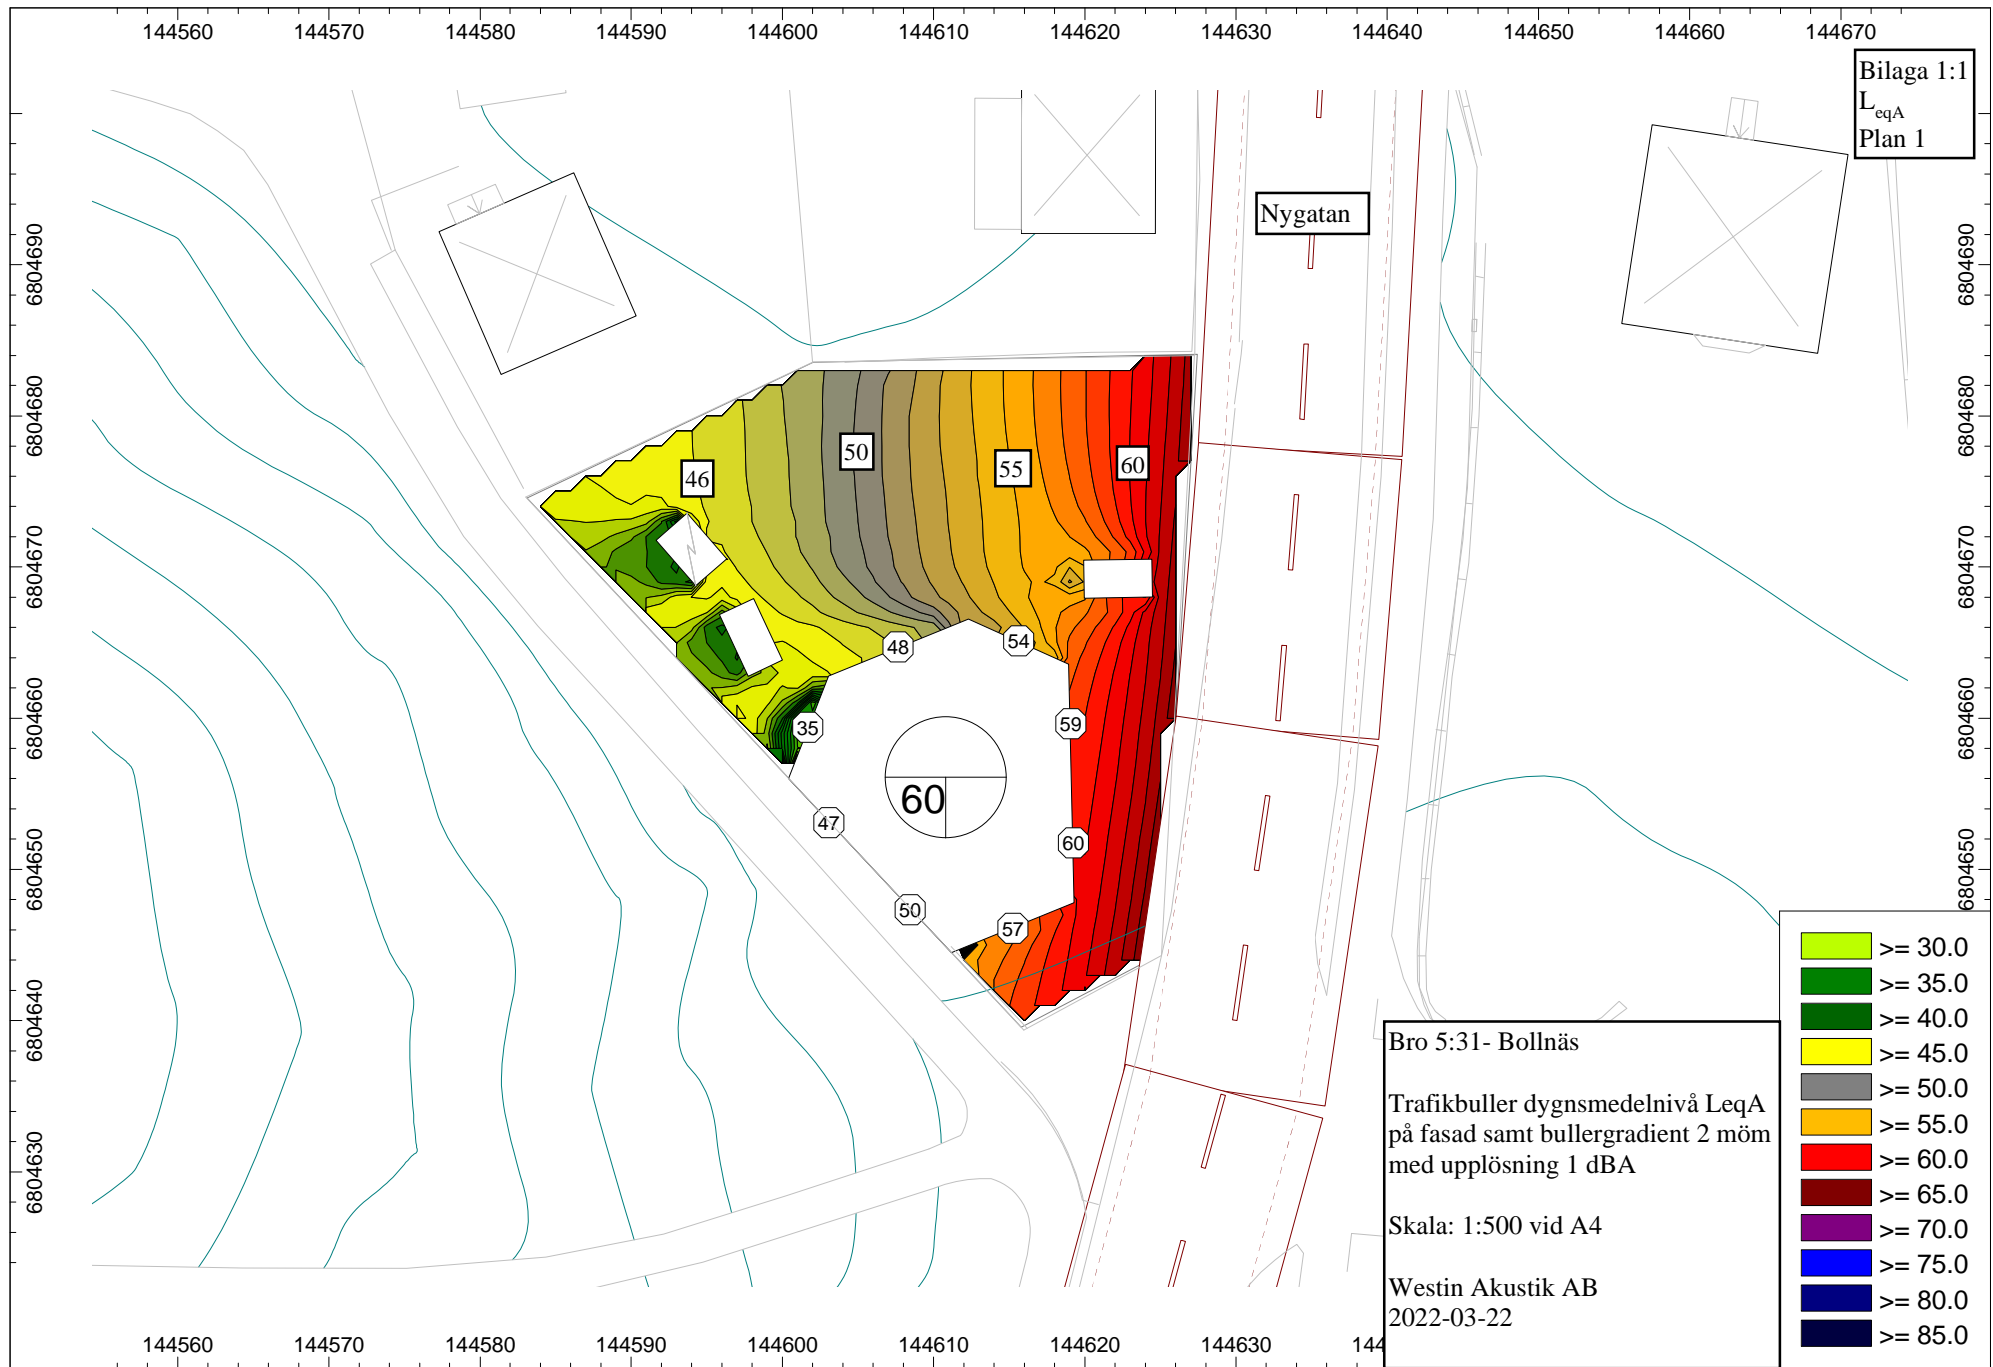 144560 144570 144580 144590 144600 144610 144620 144630 144640 144650 144660 144670
Bilaga 1:1
LeqA
Plan 1
Nygatan
6804690 6804690
6804680 6804680
6804670 6804670
6804660 6804660
6804650 6804650
6804640
6804630
46
50
55
60
48
54
35
59
60
47
60
50
57
>= 30.0
>= 35.0
>= 40.0
>= 45.0
>= 50.0
>= 55.0
>= 60.0
>= 65.0
>= 70.0
>= 75.0
>= 80.0
>= 85.0
Bro 5:31- Bollnäs
Trafikbuller dygnsmedelnivå LeqA
på fasad samt bullergradient 2 möm
med upplösning 1 dBA
Skala: 1:500 vid A4
Westin Akustik AB
2022-03-22
144560 144570 144580 144590 144600 144610 144620 144630